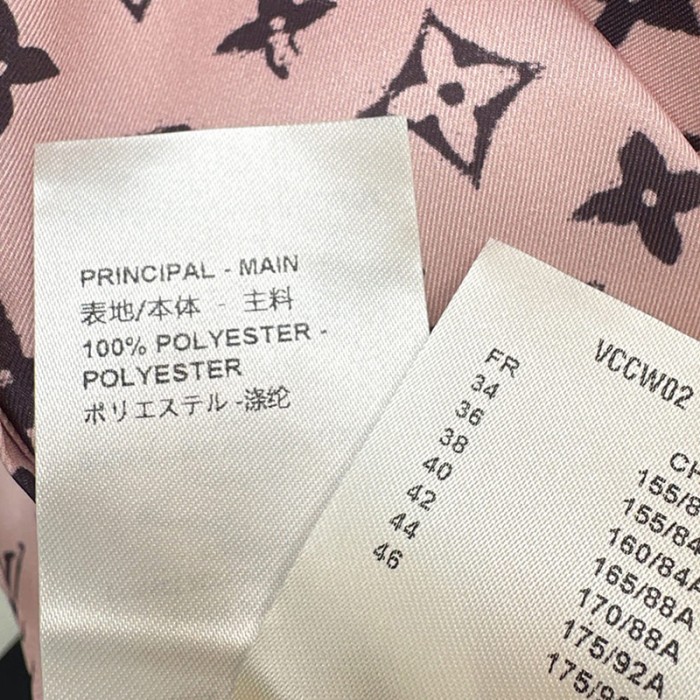 PRINCIPAL - MAIN
表地/本体 - 主料
100% POLYESTER -
POLYESTER
ポリエステル -涤纶
VCCW02
FR
34
36
38
40
42
44
46
155/84
160/84A
165/88A
170/88A
175/92A